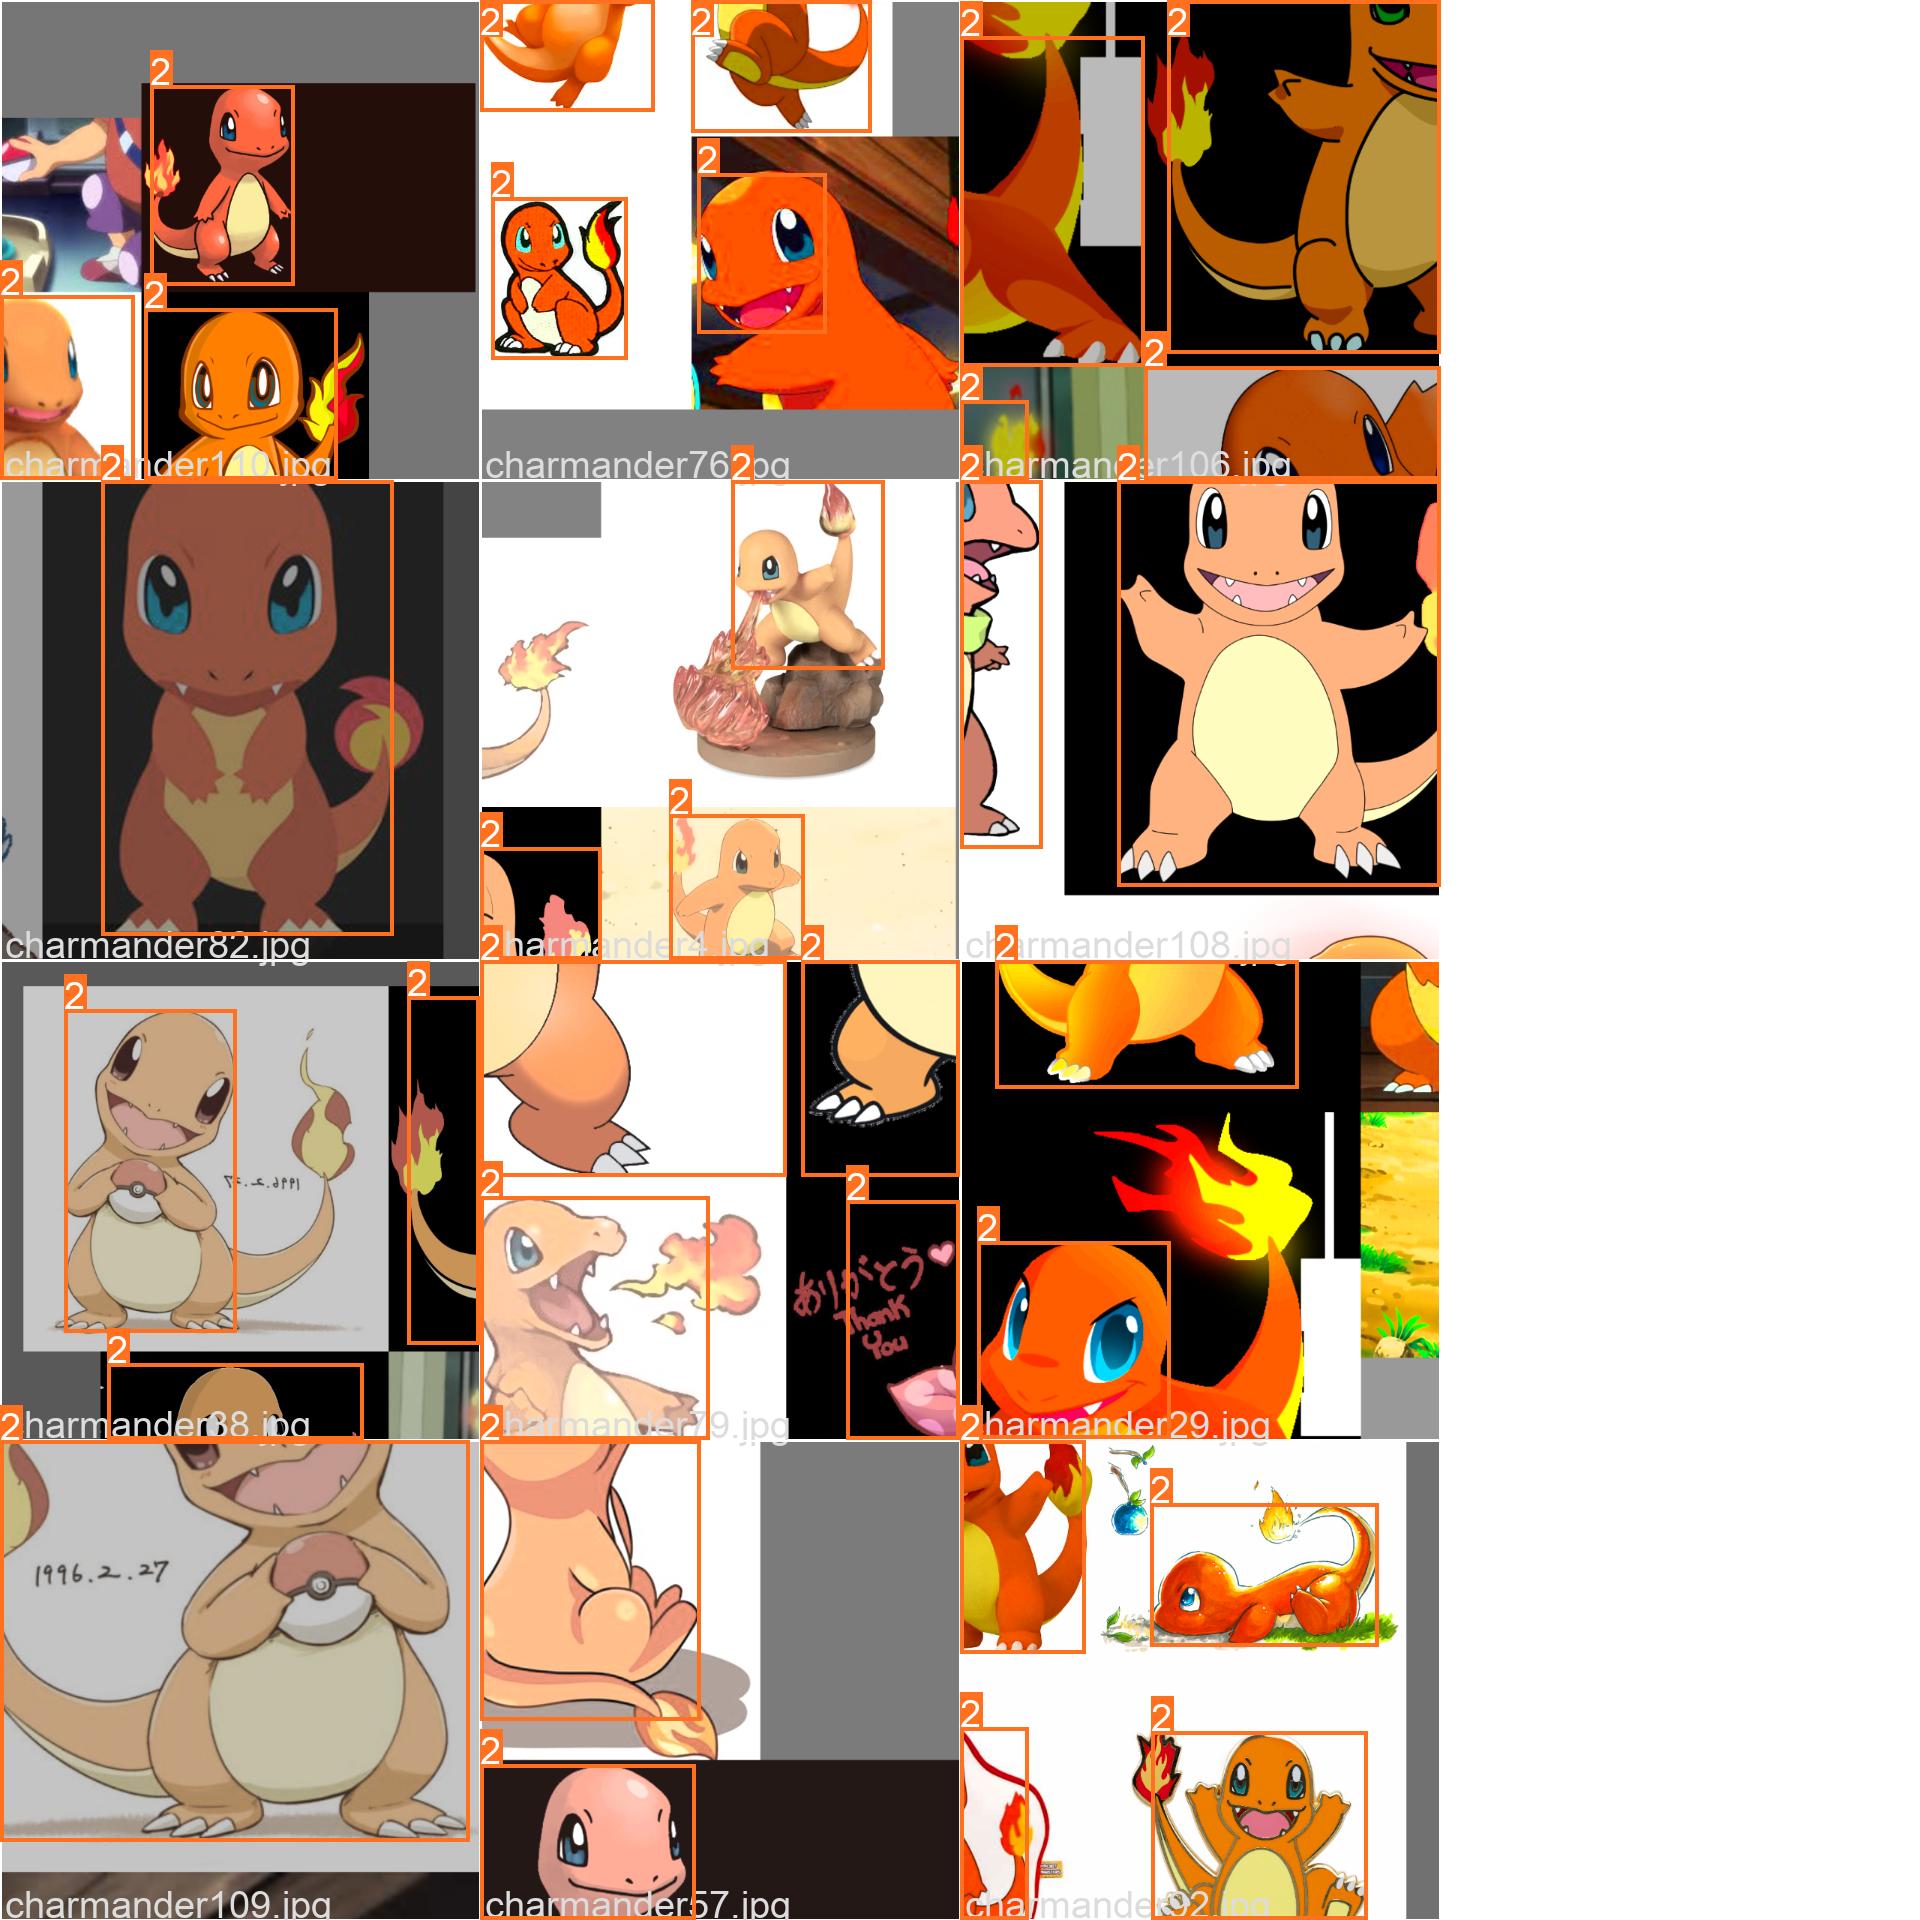 2
2
2
2
charmander110.jpg
2
2
2
2
charmander76.jpg
2
2
2
2
charmander106.jpg
2
charmander82.jpg
2
2
2
charmander4.jpg
2
2
charmander108.jpg
2
2
1996.2.27
2
charmander88.jpg
2
2
2
2
ありがとう
Thank
You
charmander79.jpg
2
2
charmander29.jpg
2
1996.2.27
charmander109.jpg
2
2
charmander57.jpg
2
2
2
2
charmander92.jpg